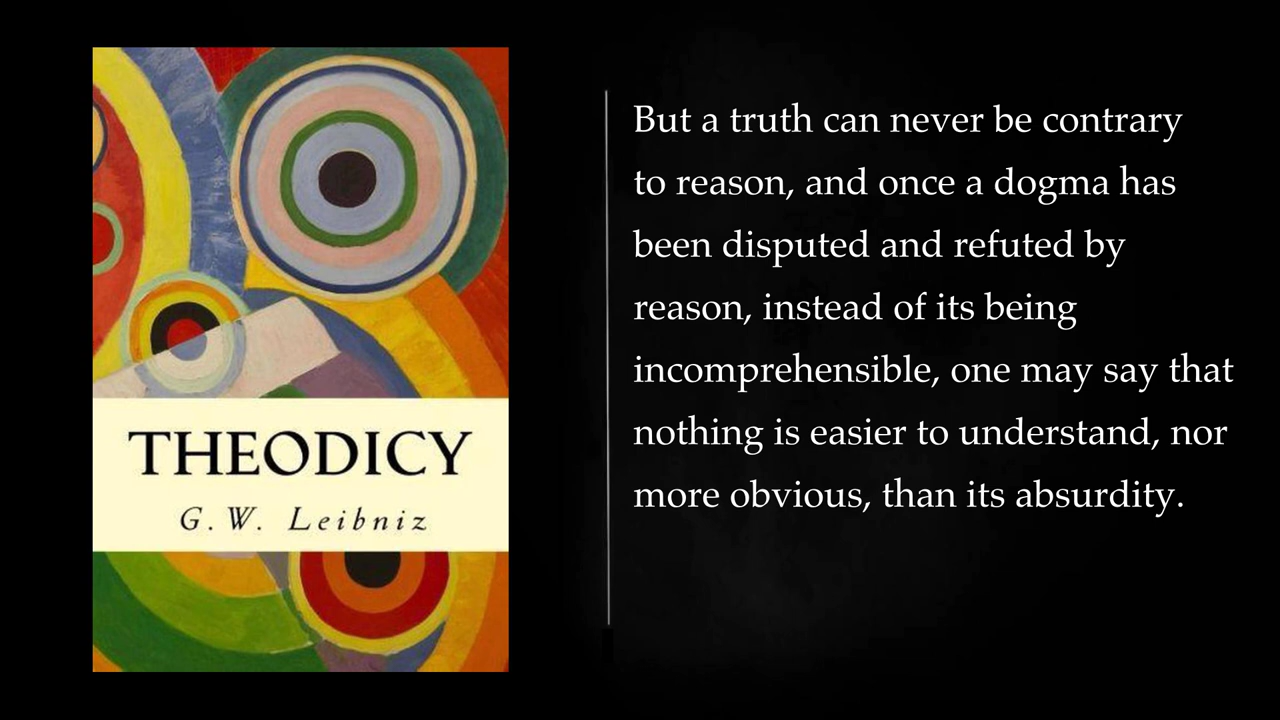 THEODICY
G.W. Leibniz
But a truth can never be contrary
to reason, and once a dogma has
been disputed and refuted by
reason, instead of its being
incomprehensible, one may say that
nothing is easier to understand, nor
more obvious, than its absurdity.